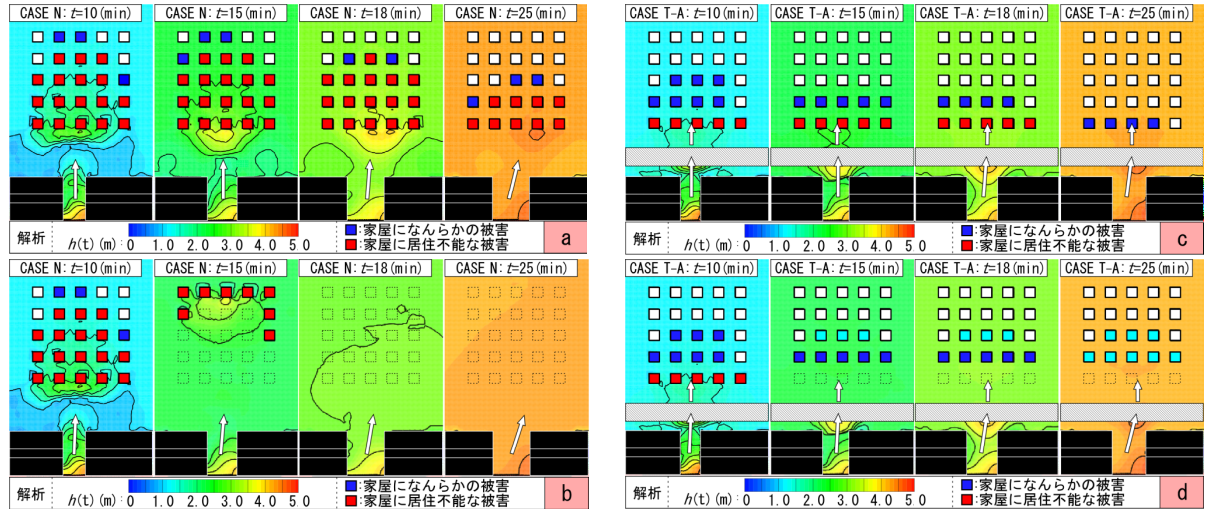 CASE N: t=10(min) CASE N: t=15(min) CASE N: t=18(min) CASE N: t=25(min)
解析 h(t)(m): 0 1.0 2.0 3.0 4.0 5.0
■:家屋になんらかの被害
■:家屋に居住不能な被害
a
CASE N: t=10(min) CASE N: t=15(min) CASE N: t=18(min) CASE N: t=25(min)
解析 h(t)(m): 0 1.0 2.0 3.0 4.0 5.0
■:家屋になんらかの被害
■:家屋に居住不能な被害
b
CASE T-A: t=10(min) CASE T-A: t=15(min) CASE T-A: t=18(min) CASE T-A: t=25(min)
解析 h(t)(m): 0 1.0 2.0 3.0 4.0 5.0
■:家屋になんらかの被害
■:家屋に居住不能な被害
c
CASE T-A: t=10(min) CASE T-A: t=15(min) CASE T-A: t=18(min) CASE T-A: t=25(min)
解析 h(t)(m): 0 1.0 2.0 3.0 4.0 5.0
■:家屋になんらかの被害
■:家屋に居住不能な被害
d